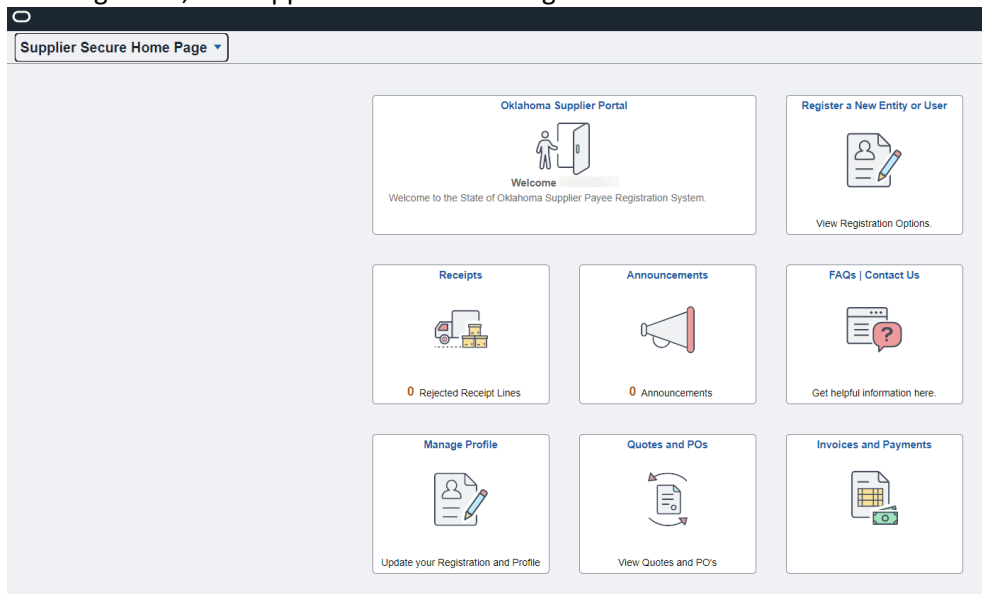 Supplier Secure Home Page
Oklahoma Supplier Portal
Welcome
Welcome to the State of Oklahoma Supplier Payee Registration System.
Register a New Entity or User
View Registration Options.
Receipts
0 Rejected Receipt Lines
Announcements
0 Announcements
FAQs | Contact Us
?
Get helpful information here.
Manage Profile
Update your Registration and Profile
Quotes and POs
View Quotes and PO's
Invoices and Payments